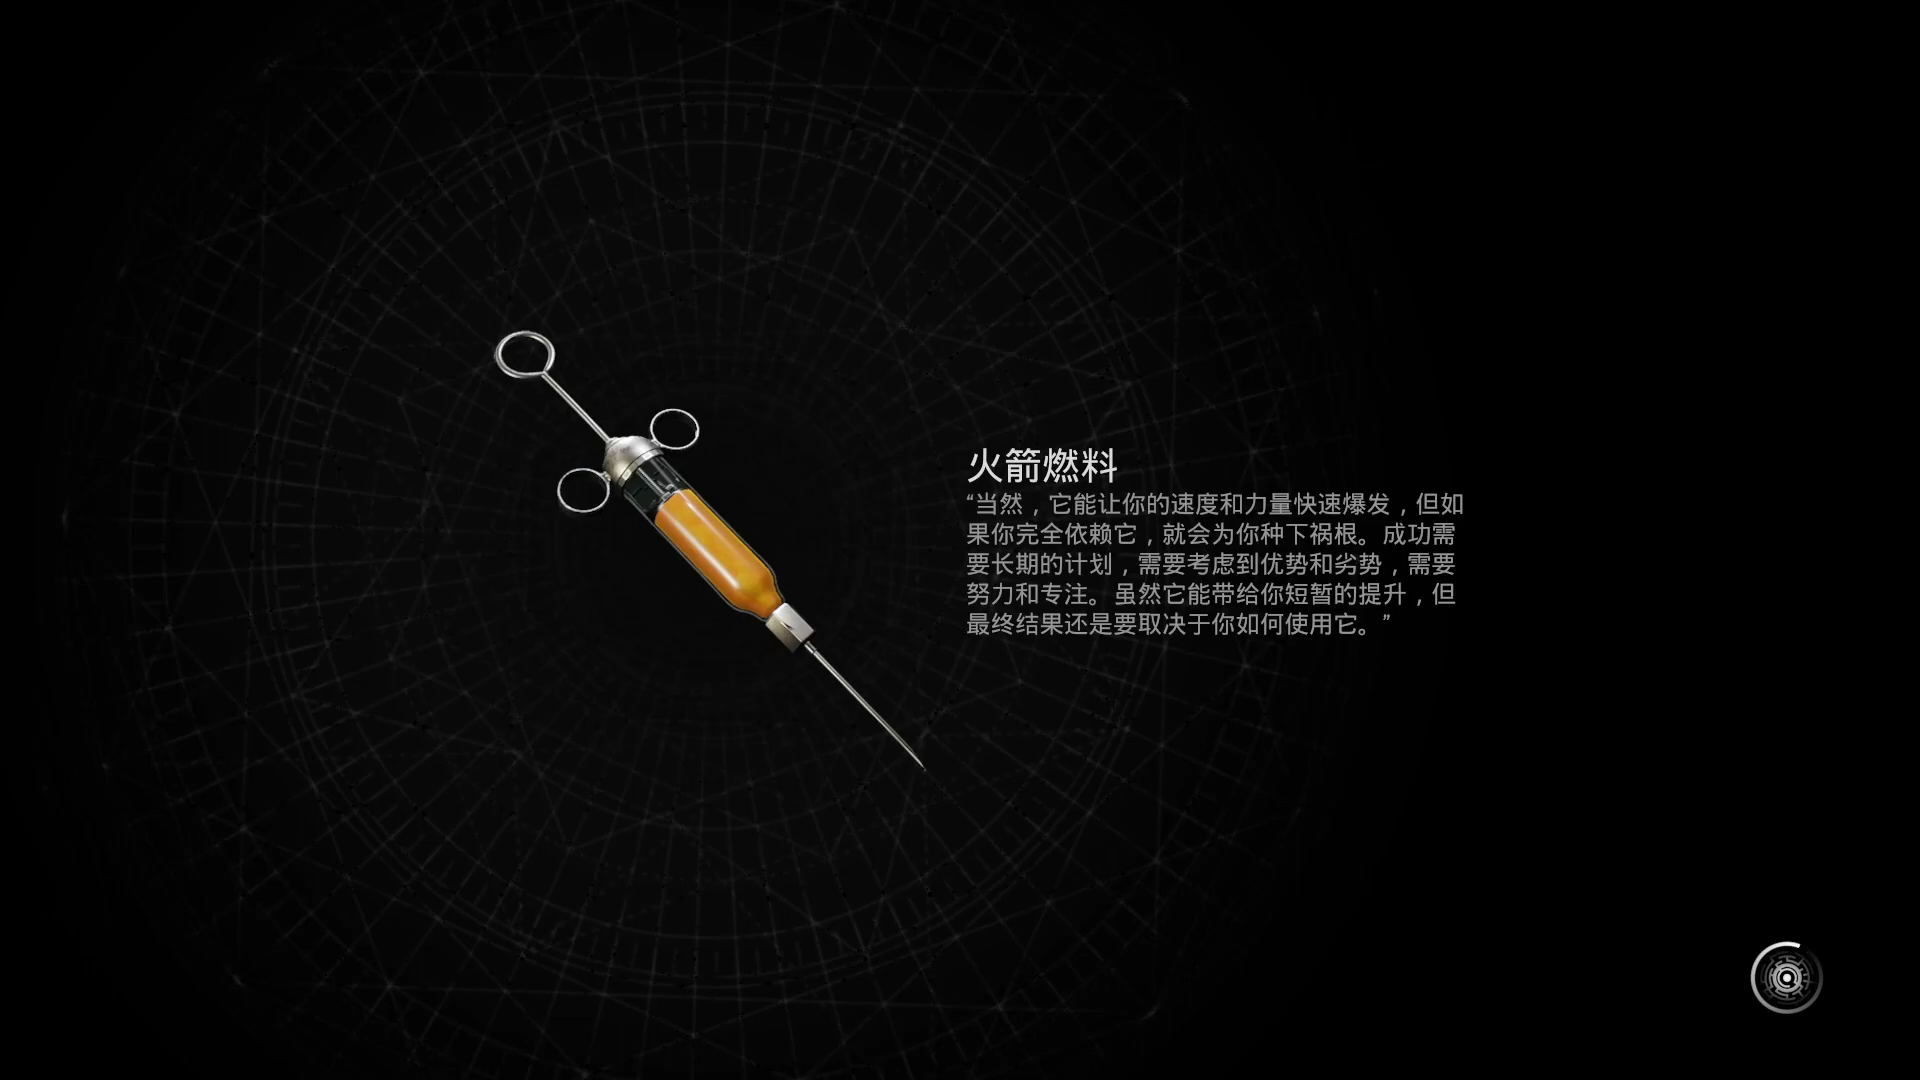 火箭燃料
“当然，它能让你的速度和力量快速爆发，但如
果你完全依赖它，就会为你种下祸根。成功需
要长期的计划，需要考虑到优势和劣势，需要
努力和专注。虽然它能带给你短暂的提升，但
最终结果还是要取决于你如何使用它。”